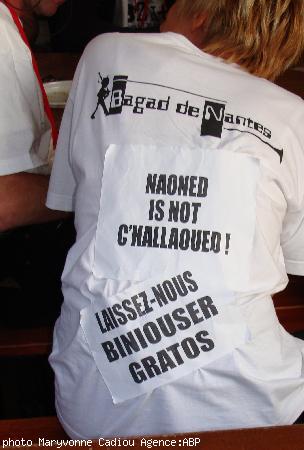 Bagad de Nantes
NAONED
IS NOT
C'HALLAOUED !
LAISSEZ-NOUS
BINIOUSER
GRATOS
photo Maryvonne Cadiou Agence:ABP